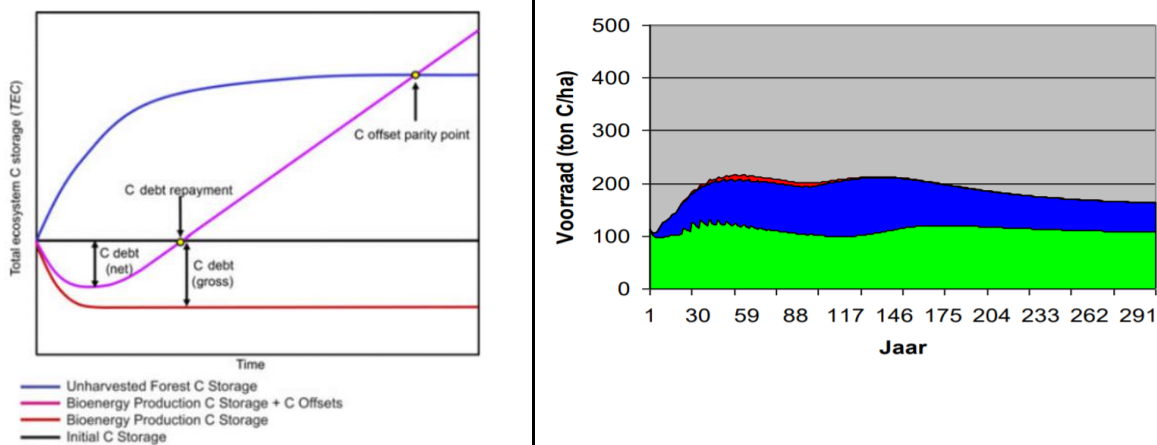 Total ecosystem C storage (TEC)
C offset parity point
C debt repayment
C debt
(net)
C debt
(gross)
Time
Unharvested Forest C Storage
Bioenergy Production C Storage + C Offsets
Bioenergy Production C Storage
Initial C Storage
Voorraad (ton C/ha)
500
400
300
200
100
0
1 30 59 88 117 146 175 204 233 262 291
Jaar